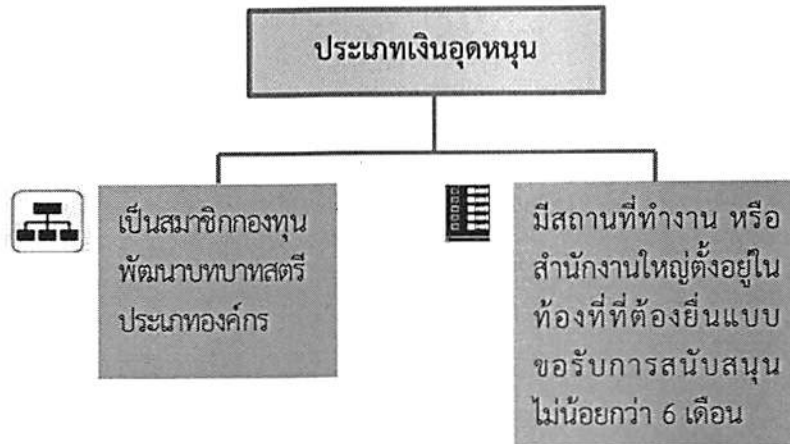 ประเภทเงินอุดหนุน
เป็นสมาชิกกองทุน
พัฒนาบทบาทสตรี
ประเภทองค์กร
มีสถานที่ทำงาน หรือ
สำนักงานใหญ่ตั้งอยู่ใน
ท้องที่ที่ต้องยื่นแบบ
ขอรับการสนับสนุน
ไม่น้อยกว่า 6 เดือน